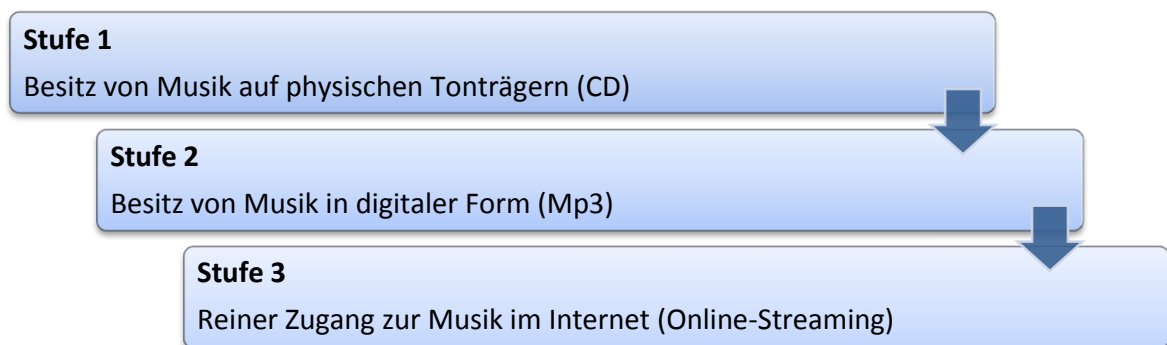 Stufe 1
Besitz von Musik auf physischen Tonträgern (CD)
Stufe 2
Besitz von Musik in digitaler Form (Mp3)
Stufe 3
Reiner Zugang zur Musik im Internet (Online-Streaming)